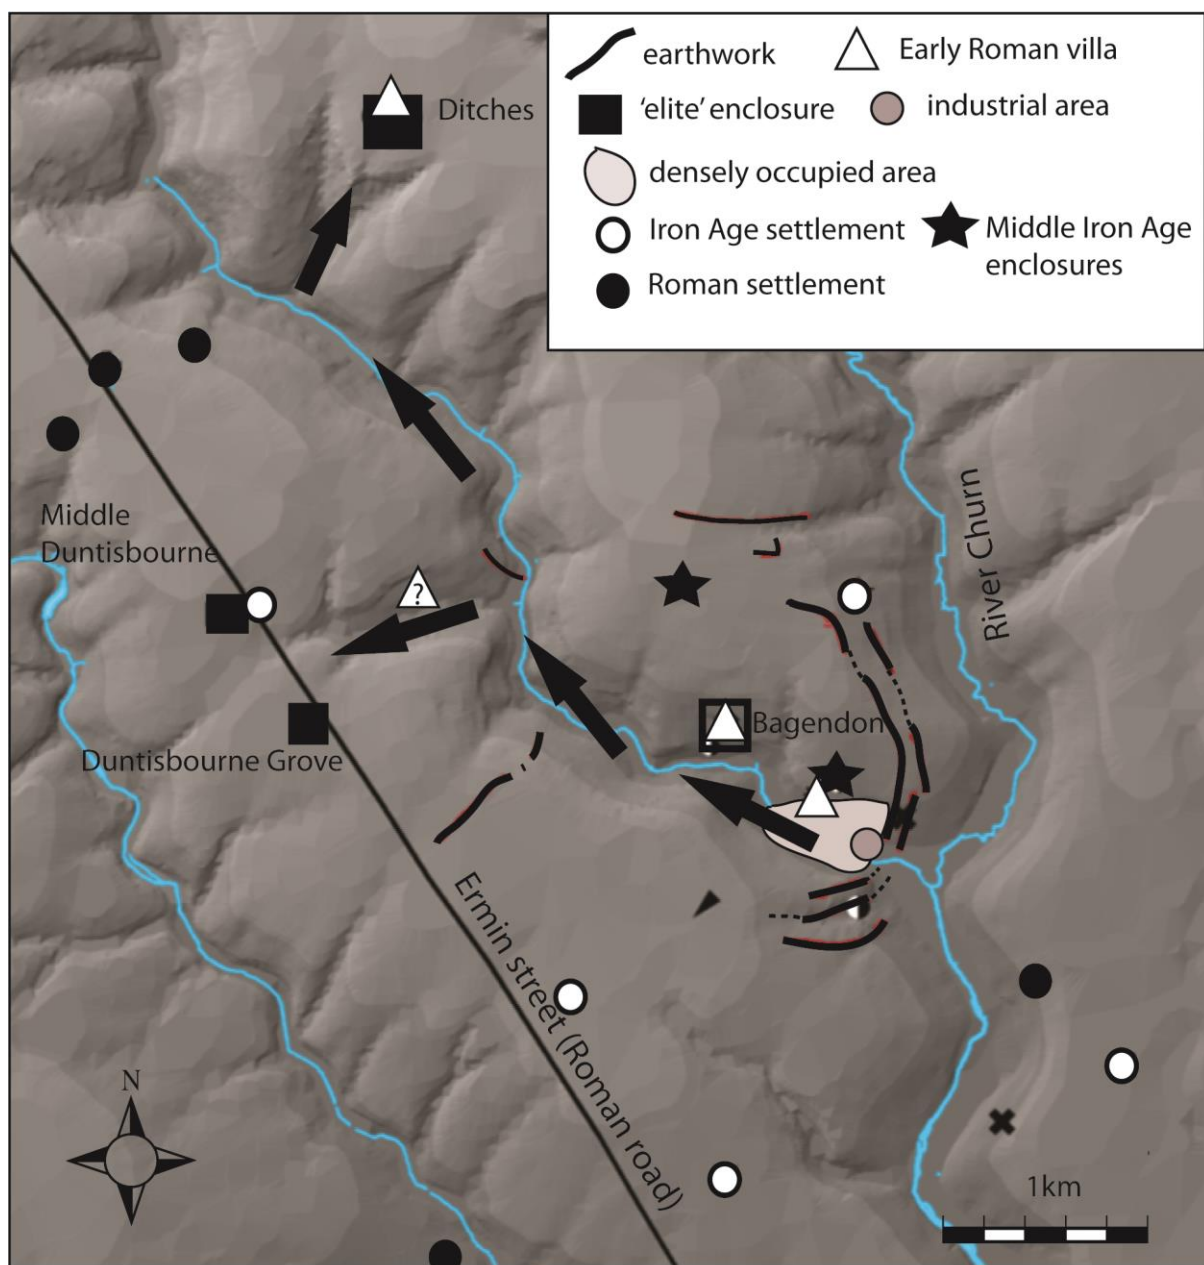 earthwork
Early Roman villa
'elite' enclosure
industrial area
densely occupied area
Iron Age settlement
Middle Iron Age
enclosures
Roman settlement
Ditches
River Churn
Middle
Duntisbourne
?
Bagendon
Duntisbourne Grove
Ermin street (Roman road)
N
1km